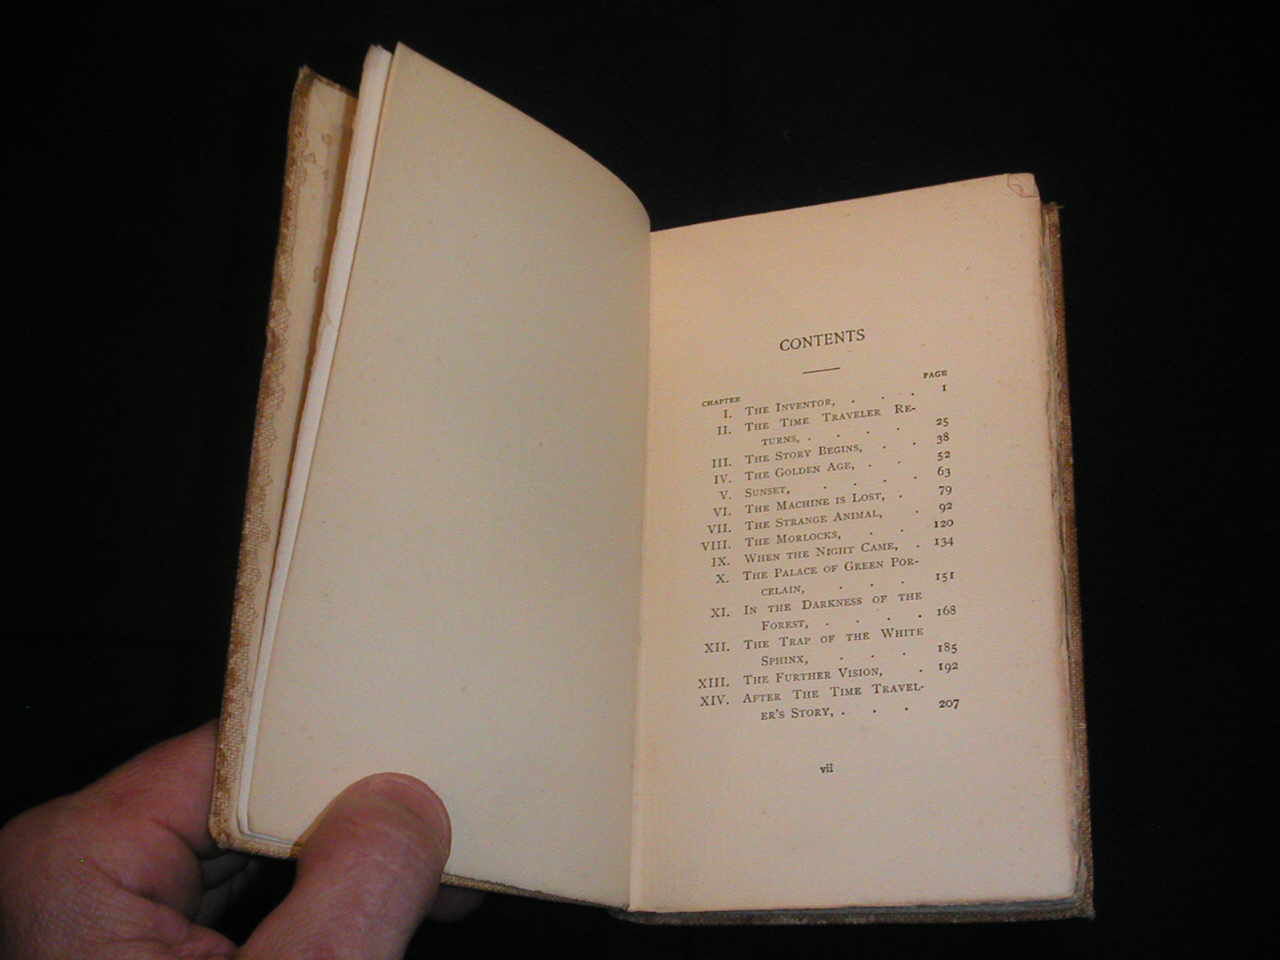 CONTENTS
CHAPTER PAGE
I. THE INVENTOR, . . . 1
II. THE TIME TRAVELER RE-
TURNS, . . . . 25
III. THE STORY BEGINS, . . 38
IV. THE GOLDEN AGE, . . 52
V. SUNSET, . . . . 63
VI. THE MACHINE IS LOST, . 79
VII. THE STRANGE ANIMAL, . 92
VIII. THE MORLOCKS, . . 120
IX. WHEN THE NIGHT CAME, . 134
X. THE PALACE OF GREEN POR-
CELAIN, . . . 151
XI. IN THE DARKNESS OF THE
FOREST, . . . . 168
XII. THE TRAP OF THE WHITE
SPHINX, . . . 185
XIII. THE FURTHER VISION, . 192
XIV. AFTER THE TIME TRAVEL-
ER'S STORY, . . . 207
vii